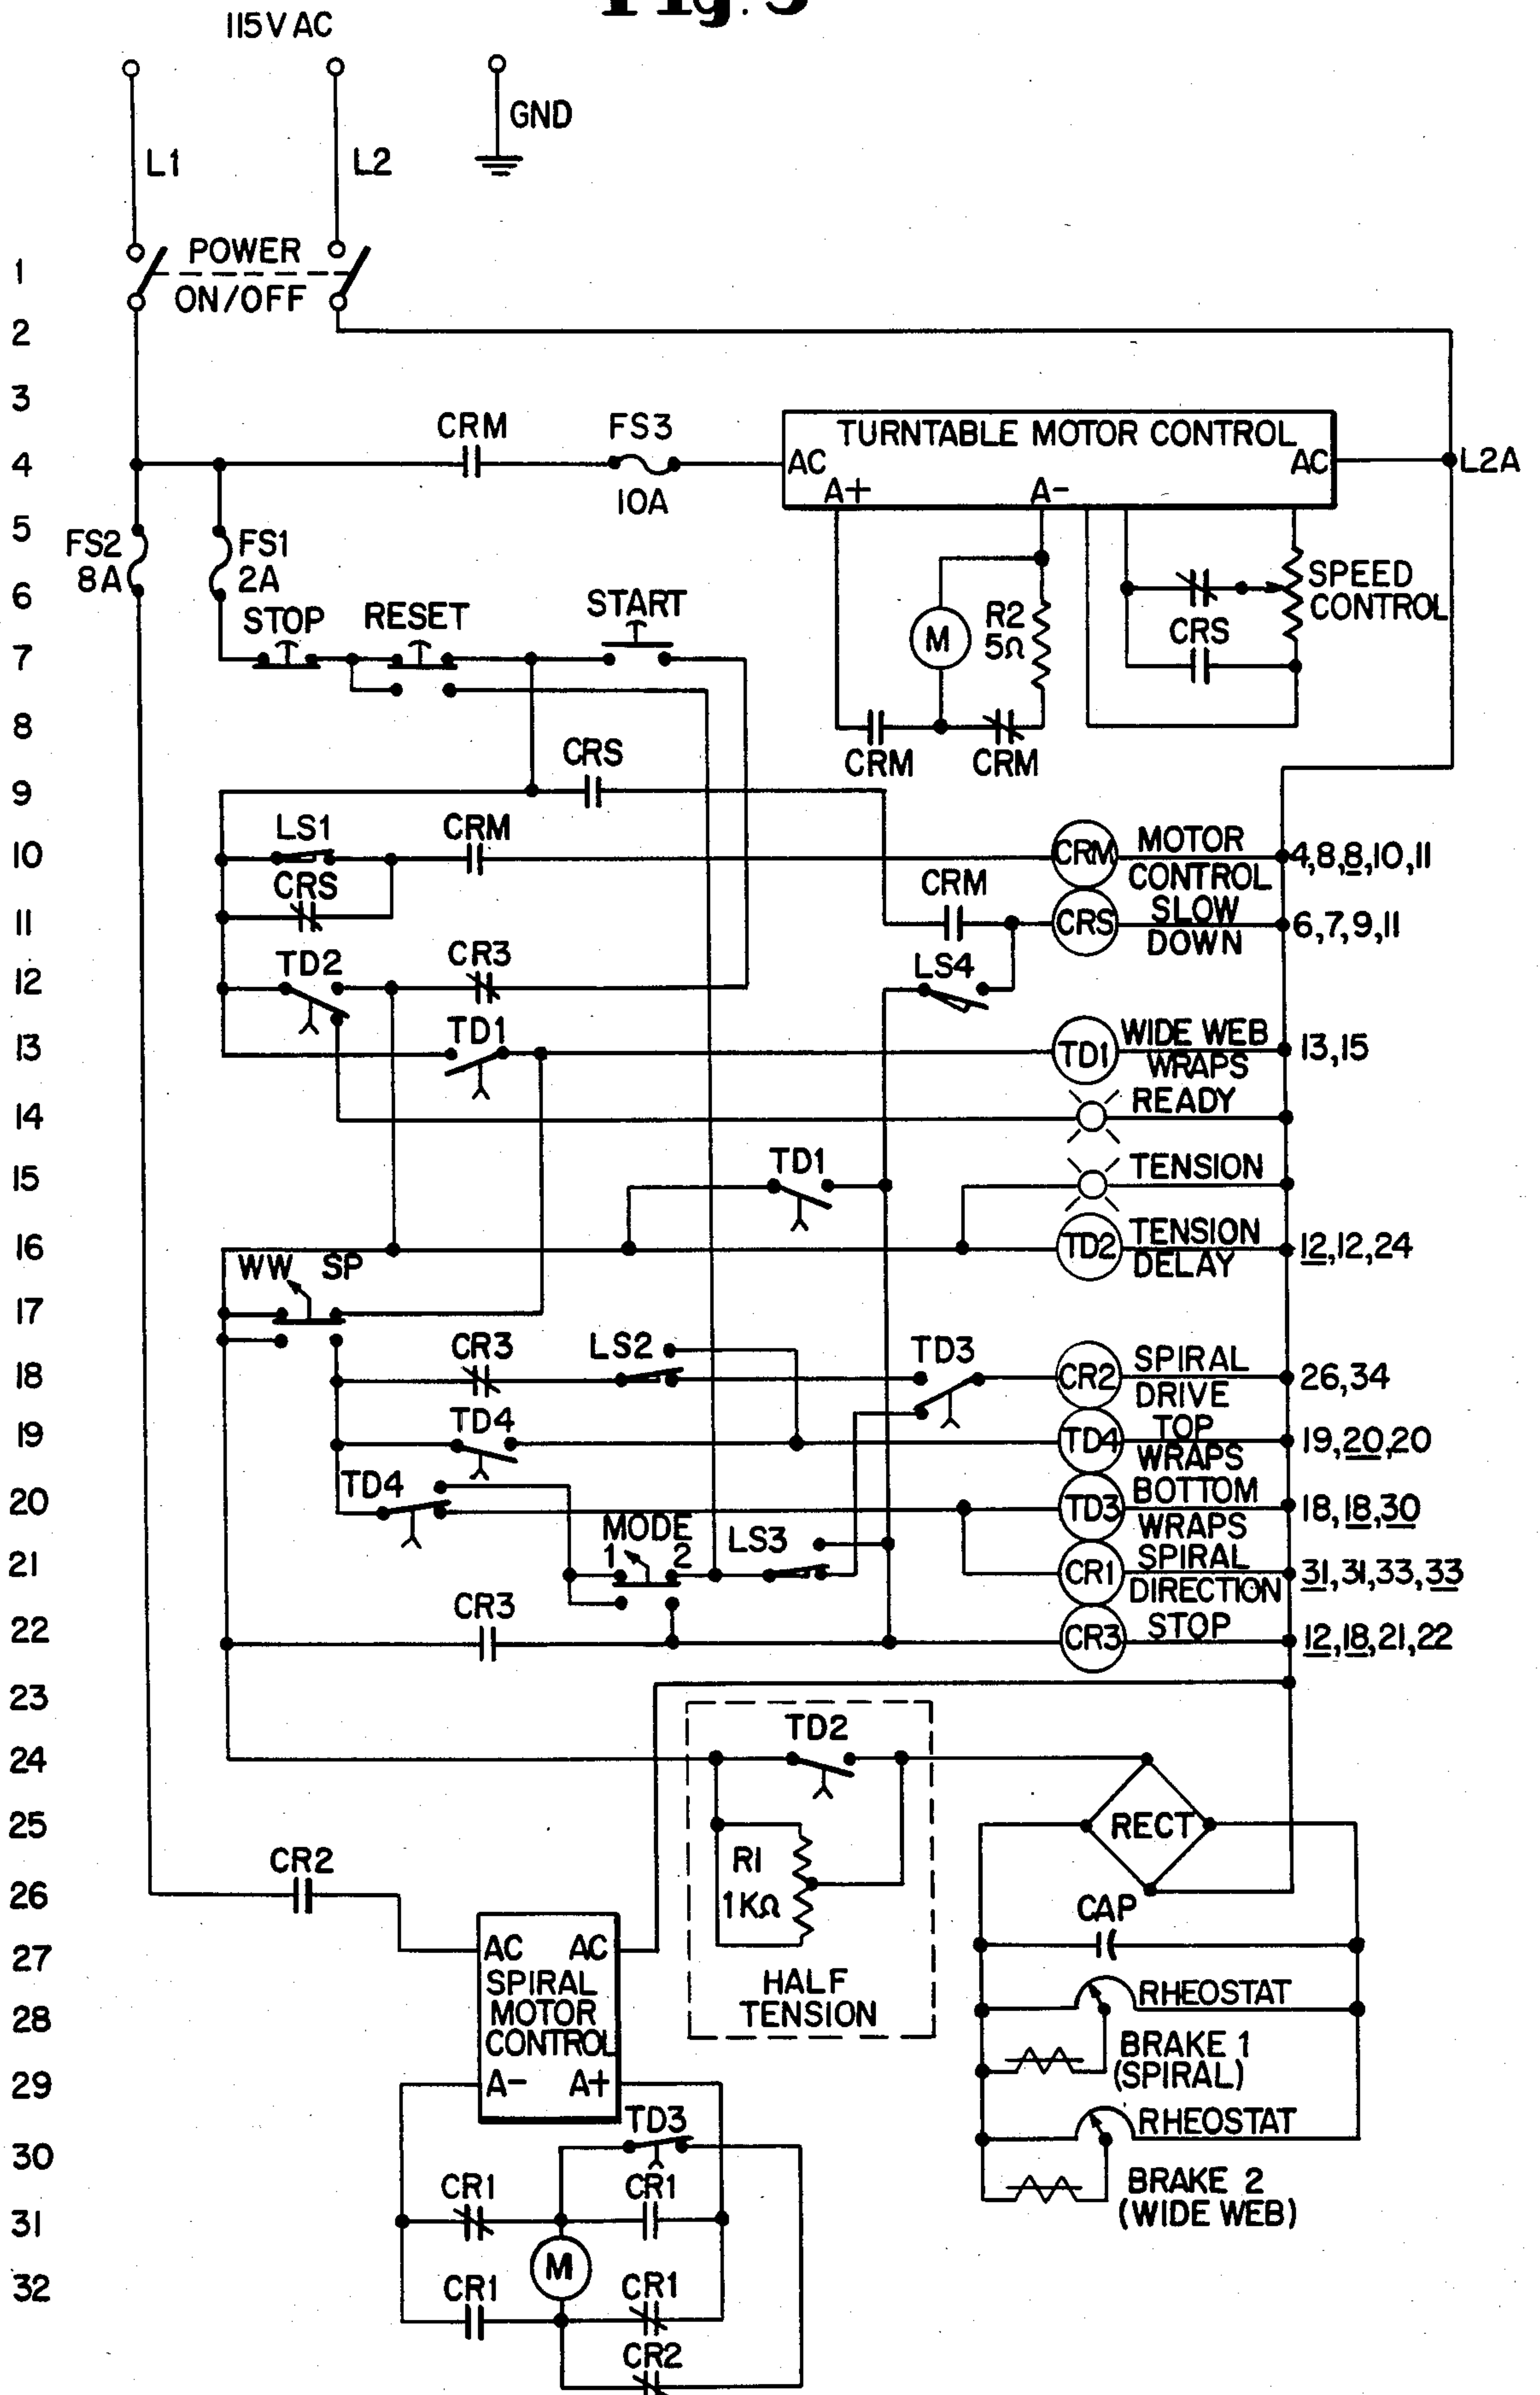 Fig. 5
115V AC
GND
L1 L2
1 POWER
ON/OFF
2
3
CRM FS3 TURNTABLE MOTOR CONTROL
4 AC AC L2A
10A A+ A-
5 FS2 FS1
8A 2A SPEED
6 CONTROL
STOP RESET START R2 CRS
7 M 5Ω
8
CRS CRM CRM
9
LS1 CRM MOTOR
10 CRM 4,8,8,10,11
CRS CRM CONTROL
SLOW
11 CRS 6,7,9,11
DOWN
TD2 CR3 LS4
12
TD1 WIDE WEB
13 TD1 13,15
WRAPS
14 READY
TD1 TENSION
15
16 TD2 TENSION 12,12,24
WW SP DELAY
17
CR3 LS2 TD3 SPIRAL
18 CR2 26,34
DRIVE
TD4 TOP
19 TD4 19,20,20
WRAPS
TD4 BOTTOM
20 TD3 18,18,30
MODE WRAPS
1 2 LS3 SPIRAL
21 CR1 31,31,33,33
DIRECTION
CR3 STOP
22 CR3 12,18,21,22
23
TD2
24
25 RECT
CR2 R1
26 1KΩ CAP
27 AC AC
SPIRAL HALF RHEOSTAT
28 MOTOR TENSION
CONTROL BRAKE 1
29 A- A+ (SPIRAL)
TD3 RHEOSTAT
30
CR1 CR1 BRAKE 2
31 (WIDE WEB)
M
32 CR1 CR1
CR2